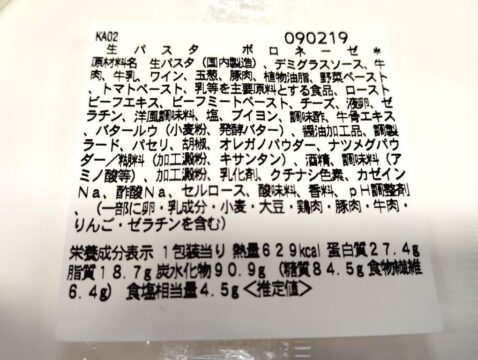 KA02 090219
生パスタ ボロネーゼ*
原材料名 生パスタ(国内製造)、デミグラスソース、牛
肉、牛乳、ワイン、玉葱、豚肉、植物油脂、野菜ペースト
、トマトペースト、乳等を主要原料とする食品、ロースト
ビーフエキス、ビーフミートペースト、チーズ、液卵、ゼ
ラチン、洋風調味料、塩、ブイヨン、調味酢、牛骨エキス
、バタールウ(小麦粉、発酵バター)、醤油加工品、調製
ラード、パセリ、胡椒、オレガノパウダー、ナツメグパウ
ダー/糊料(加工澱粉、キサンタン)、酒精、調味料(ア
ミノ酸等)、加工澱粉、乳化剤、クチナシ色素、カゼイン
Na、酢酸Na、セルロース、酸味料、香料、pH調整剤
、(一部に卵・乳成分・小麦・大豆・鶏肉・豚肉・牛肉・
りんご・ゼラチンを含む)
栄養成分表示 1包装当り 熱量629kcal 蛋白質27.4g
脂質18.7g 炭水化物90.9g (糖質84.5g 食物繊維
6.4g) 食塩相当量4.5g <推定値>